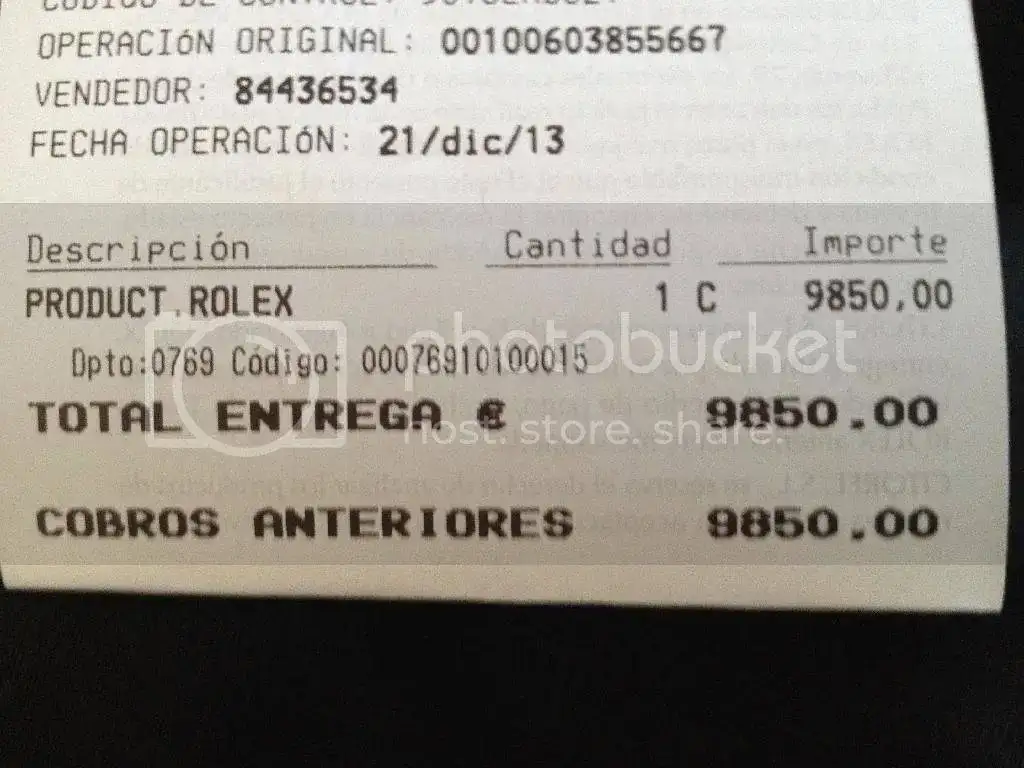 OPERACIÓN ORIGINAL: 00100603855667
VENDEDOR: 84436534
FECHA OPERACIÓN: 21/dic/13
Descripción Cantidad Importe
PRODUCT.ROLEX 1 C 9850,00
Dpto:0769 Código: 00076910100015
TOTAL ENTREGA € 9850.00
COBROS ANTERIORES 9850.00
photobucket
host. store. share.